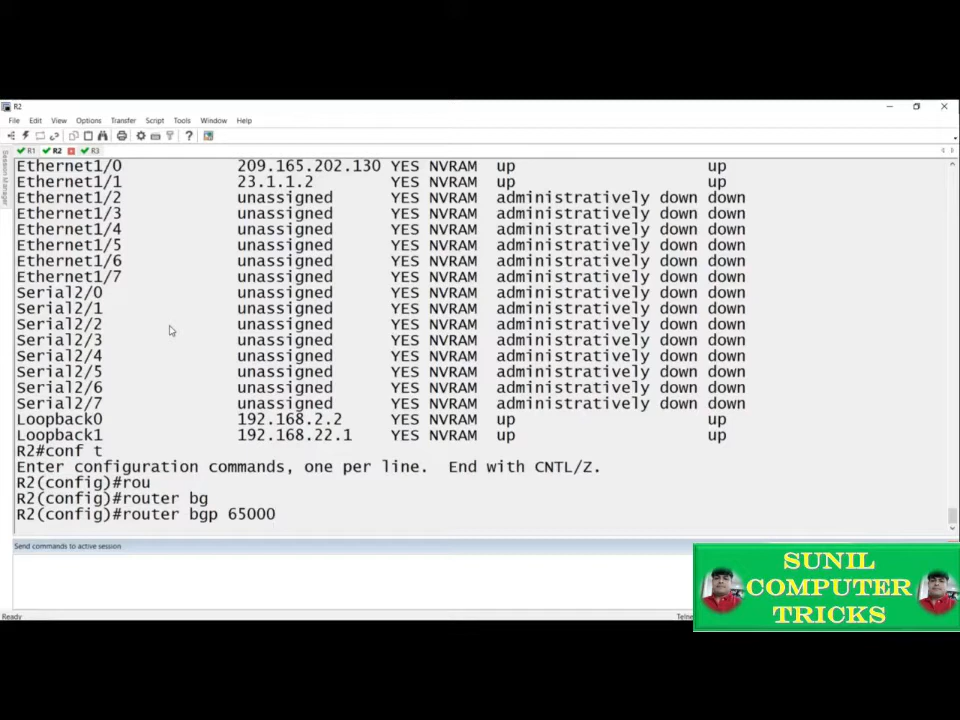 R2
File Edit View Options Transfer Script Tools Window Help
R1 R2 R3
Session Manager
Ethernet1/0 209.165.202.130 YES NVRAM up up
Ethernet1/1 23.1.1.2 YES NVRAM up up
Ethernet1/2 unassigned YES NVRAM administratively down down
Ethernet1/3 unassigned YES NVRAM administratively down down
Ethernet1/4 unassigned YES NVRAM administratively down down
Ethernet1/5 unassigned YES NVRAM administratively down down
Ethernet1/6 unassigned YES NVRAM administratively down down
Ethernet1/7 unassigned YES NVRAM administratively down down
Serial2/0 unassigned YES NVRAM administratively down down
Serial2/1 unassigned YES NVRAM administratively down down
Serial2/2 unassigned YES NVRAM administratively down down
Serial2/3 unassigned YES NVRAM administratively down down
Serial2/4 unassigned YES NVRAM administratively down down
Serial2/5 unassigned YES NVRAM administratively down down
Serial2/6 unassigned YES NVRAM administratively down down
Serial2/7 unassigned YES NVRAM administratively down down
Loopback0 192.168.2.2 YES NVRAM up up
Loopback1 192.168.22.1 YES NVRAM up up
R2#conf t
Enter configuration commands, one per line. End with CNTL/Z.
R2(config)#rou
R2(config)#router bg
R2(config)#router bgp 65000
Send commands to active session
SUNIL
COMPUTER
TRICKS
Ready Telne